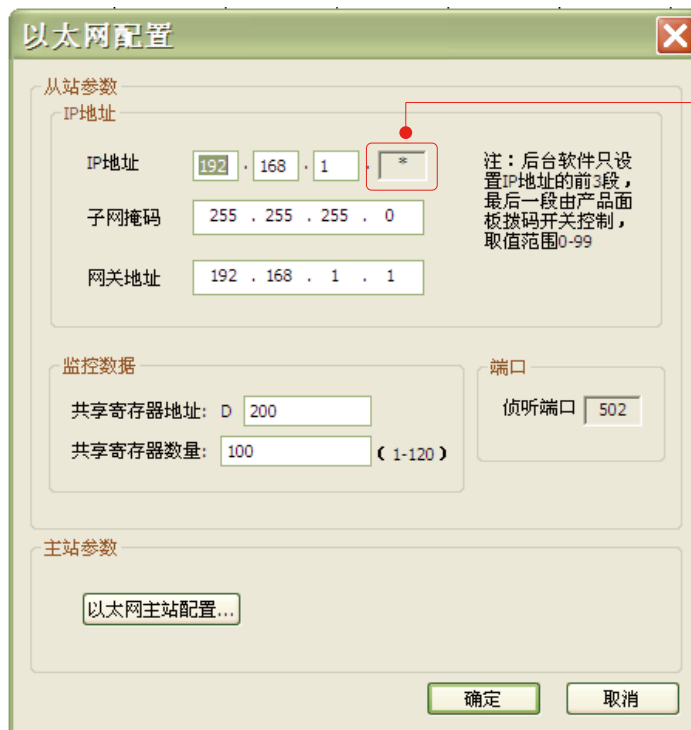 以太网配置
从站参数
IP地址
IP地址 192 . 168 . 1 . *
注：后台软件只设
置IP地址的前3段，
最后一段由产品面
板拨码开关控制，
取值范围0-99
子网掩码 255 . 255 . 255 . 0
网关地址 192 . 168 . 1 . 1
监控数据
共享寄存器地址: D 200
共享寄存器数量: 100 (1-120)
端口
侦听端口 502
主站参数
以太网主站配置...
确定 取消